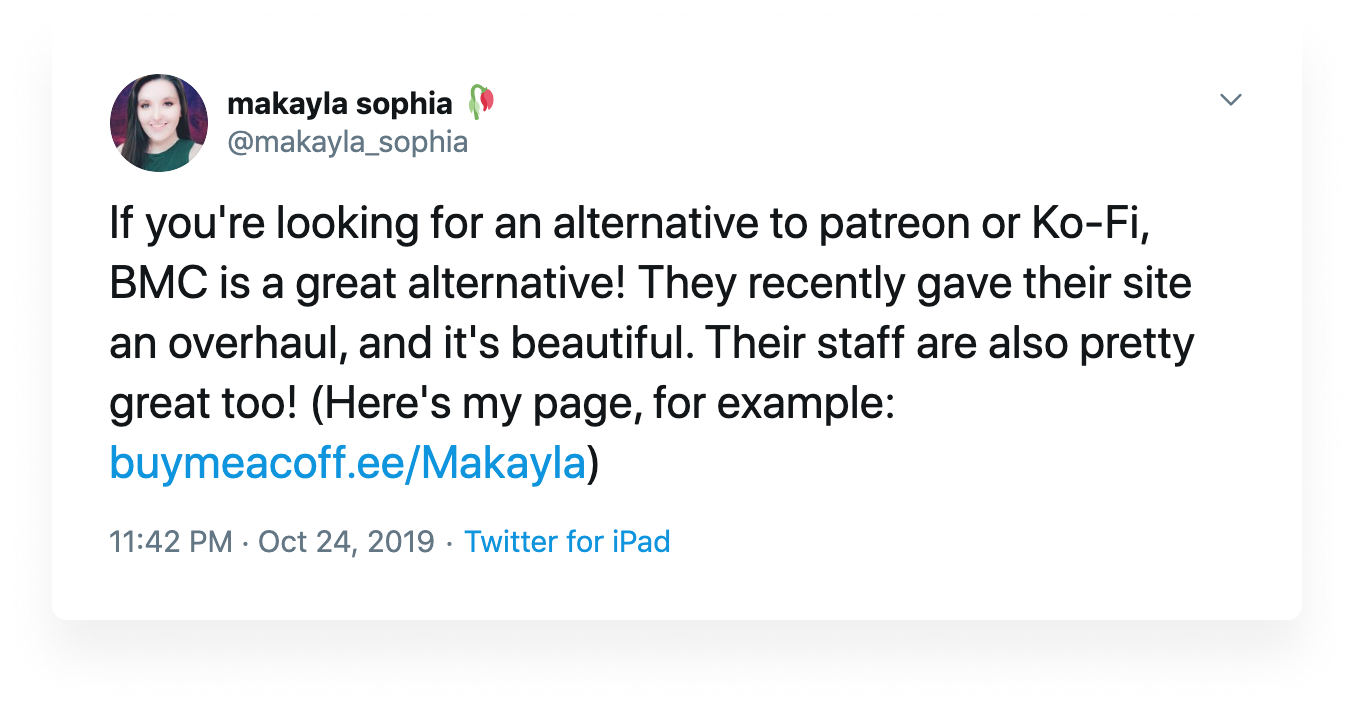 makayla sophia 🥀
@makayla_sophia
If you're looking for an alternative to patreon or Ko-Fi,
BMC is a great alternative! They recently gave their site
an overhaul, and it's beautiful. Their staff are also pretty
great too! (Here's my page, for example:
buymeacoff.ee/Makayla)
11:42 PM · Oct 24, 2019 · Twitter for iPad